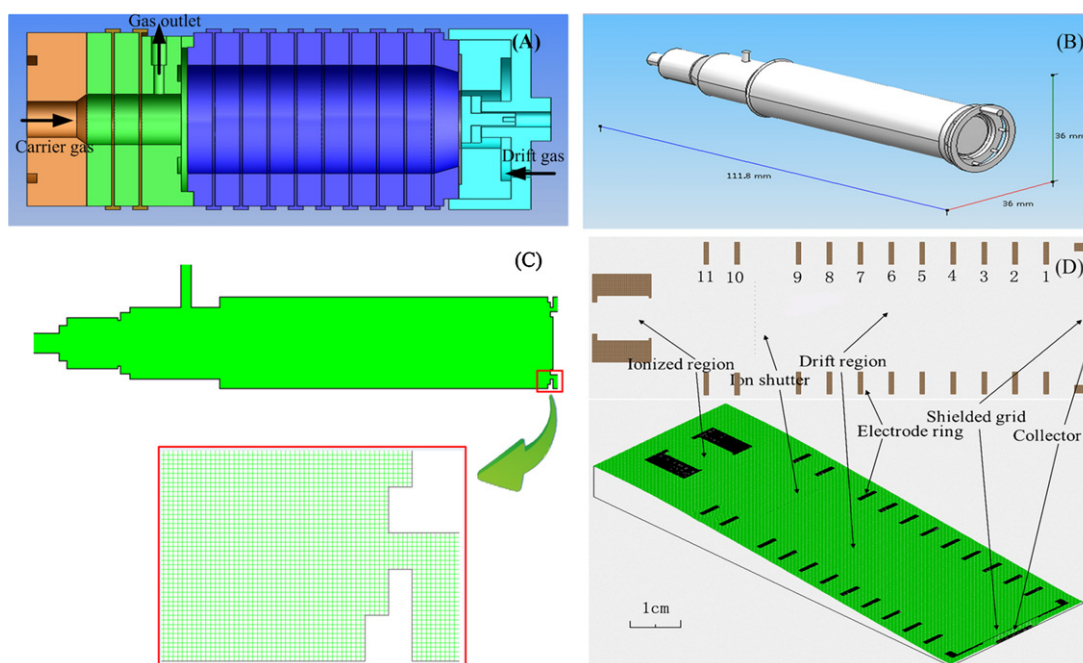 Gas outlet
(A)
Carrier gas
Drift gas
(B)
36 mm
111.8 mm
36 mm
(C)
(D)
11 10 9 8 7 6 5 4 3 2 1
Ionized region
Ion shutter
Drift region
Electrode ring
Shielded grid
Collector
1cm